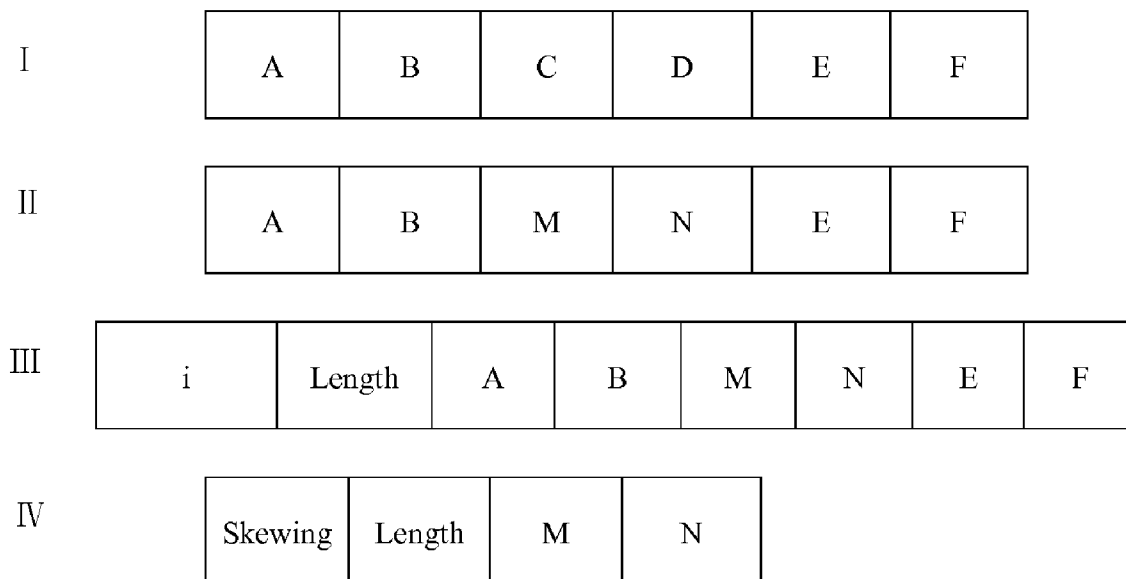 Ⅰ A B C D E F
Ⅱ A B M N E F
Ⅲ i Length A B M N E F
Ⅳ Skewing Length M N